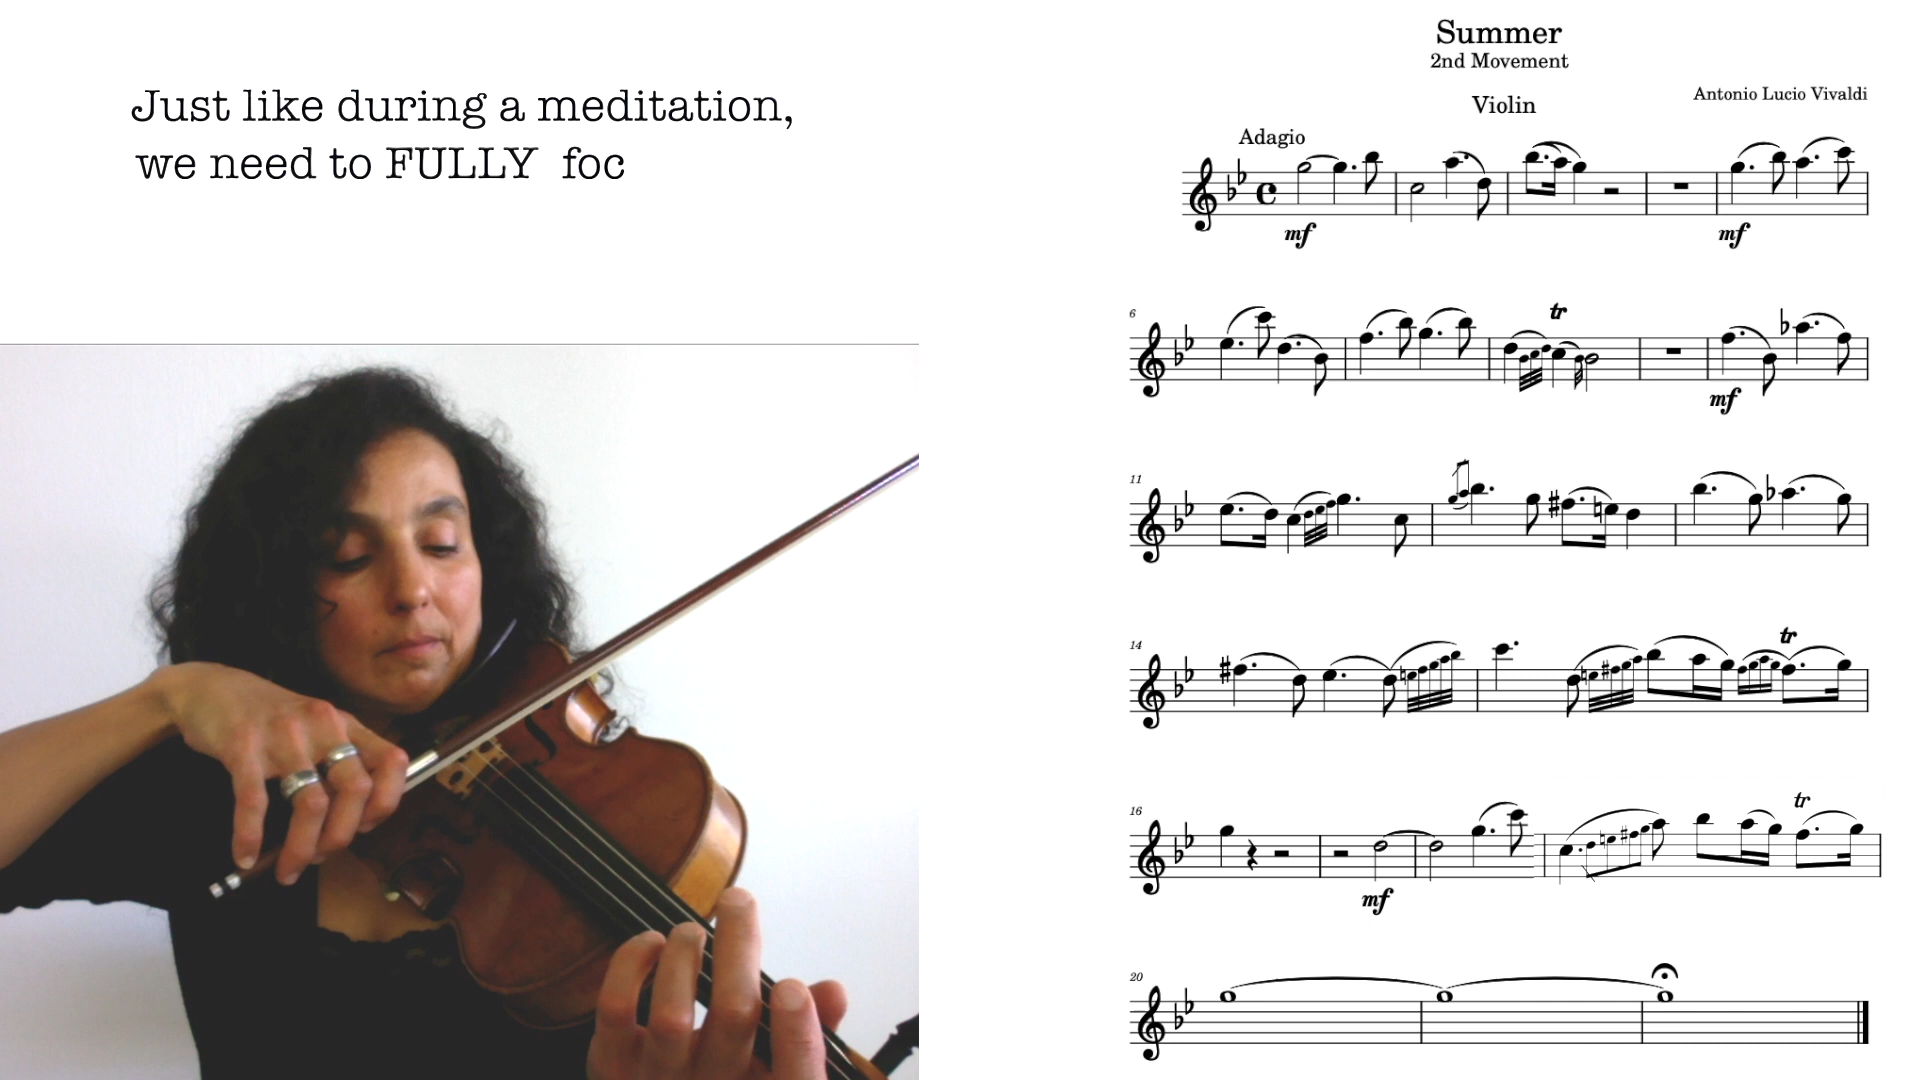 Just like during a meditation,
we need to FULLY foc
Summer
2nd Movement
Antonio Lucio Vivaldi
Violin
Adagio
mf
mf
6
tr
mf
11
14
tr
16
tr
mf
20